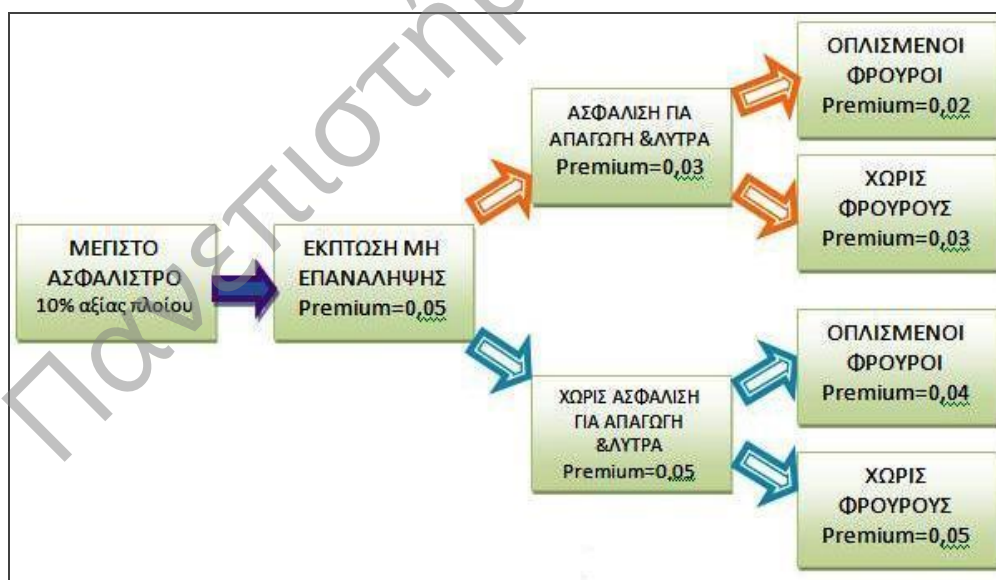 ΜΕΓΙΣΤΟ
ΑΣΦΑΛΙΣΤΡΟ
10% αξίας πλοίου
ΕΚΠΤΩΣΗ ΜΗ
ΕΠΑΝΑΛΗΨΗΣ
Premium=0,05
ΑΣΦΑΛΙΣΗ ΓΙΑ
ΑΠΑΓΩΓΗ &ΛΥΤΡΑ
Premium=0,03
ΟΠΛΙΣΜΕΝΟΙ
ΦΡΟΥΡΟΙ
Premium=0,02
ΧΩΡΙΣ
ΦΡΟΥΡΟΥΣ
Premium=0,03
ΧΩΡΙΣ ΑΣΦΑΛΙΣΗ
ΓΙΑ ΑΠΑΓΩΓΗ
&ΛΥΤΡΑ
Premium=0,05
ΟΠΛΙΣΜΕΝΟΙ
ΦΡΟΥΡΟΙ
Premium=0,04
ΧΩΡΙΣ
ΦΡΟΥΡΟΥΣ
Premium=0,05